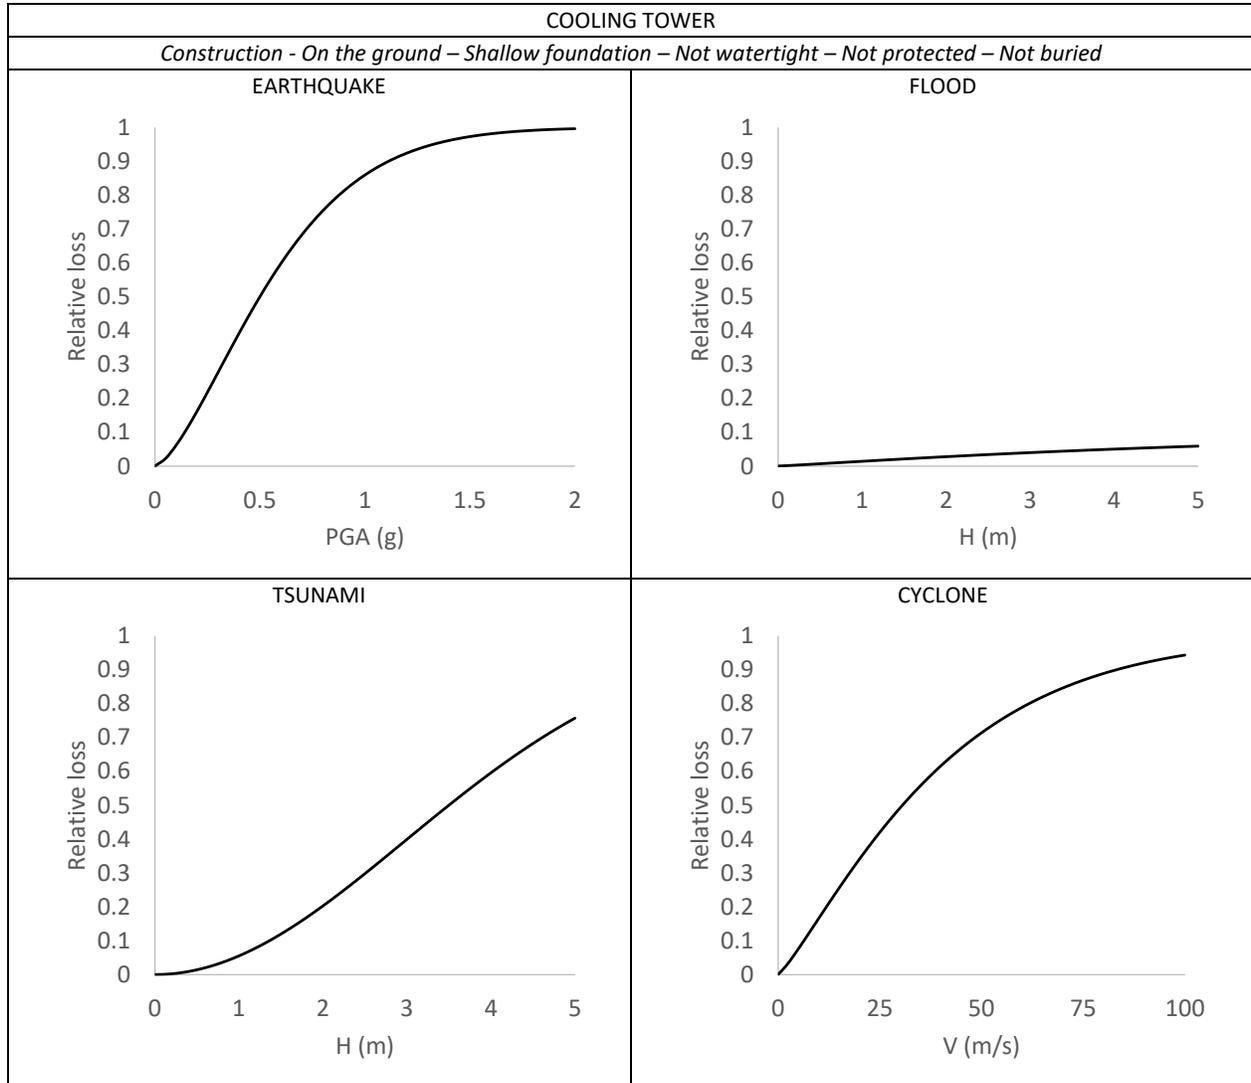 COOLING TOWER
Construction - On the ground – Shallow foundation – Not watertight – Not protected – Not buried
EARTHQUAKE
Relative loss
1
0.9
0.8
0.7
0.6
0.5
0.4
0.3
0.2
0.1
0
0 0.5 1 1.5 2
PGA (g)
FLOOD
Relative loss
1
0.9
0.8
0.7
0.6
0.5
0.4
0.3
0.2
0.1
0
0 1 2 3 4 5
H (m)
TSUNAMI
Relative loss
1
0.9
0.8
0.7
0.6
0.5
0.4
0.3
0.2
0.1
0
0 1 2 3 4 5
H (m)
CYCLONE
Relative loss
1
0.9
0.8
0.7
0.6
0.5
0.4
0.3
0.2
0.1
0
0 25 50 75 100
V (m/s)